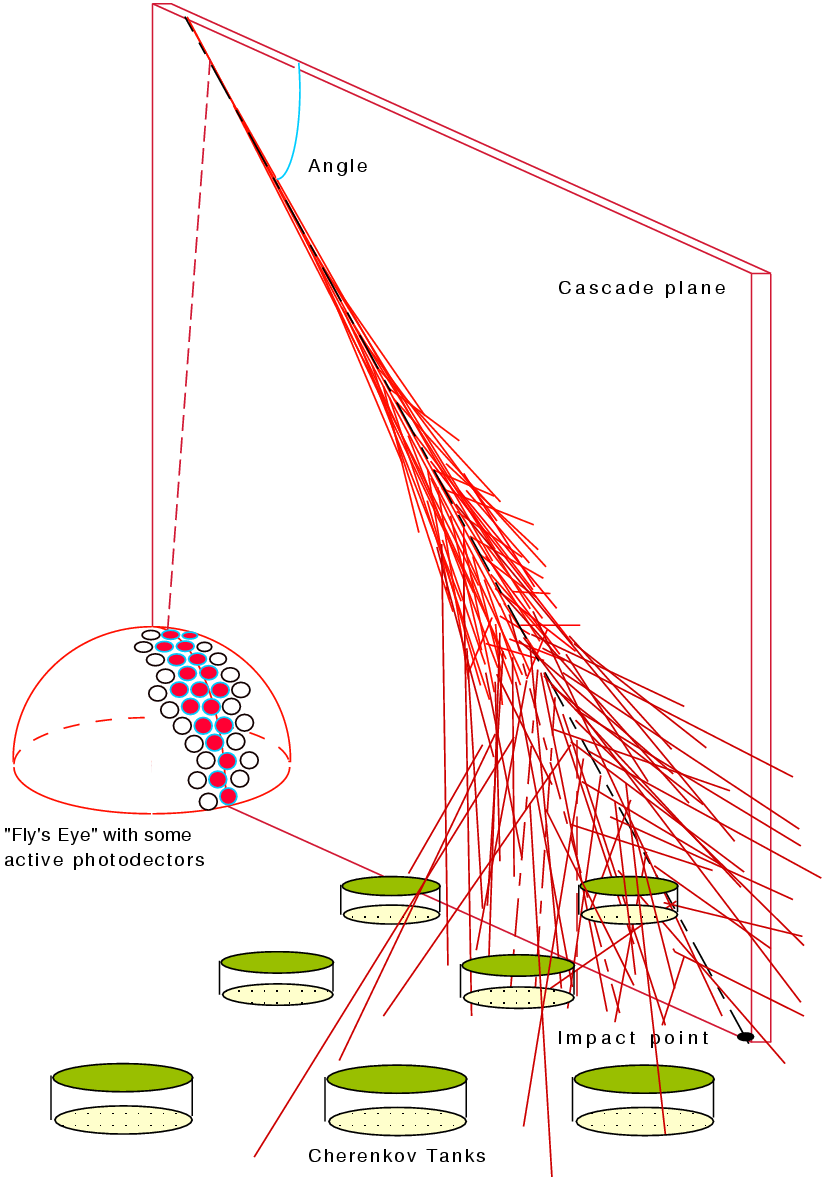 Angle
Cascade plane
"Fly's Eye" with some
active photodectors
Impact point
Cherenkov Tanks